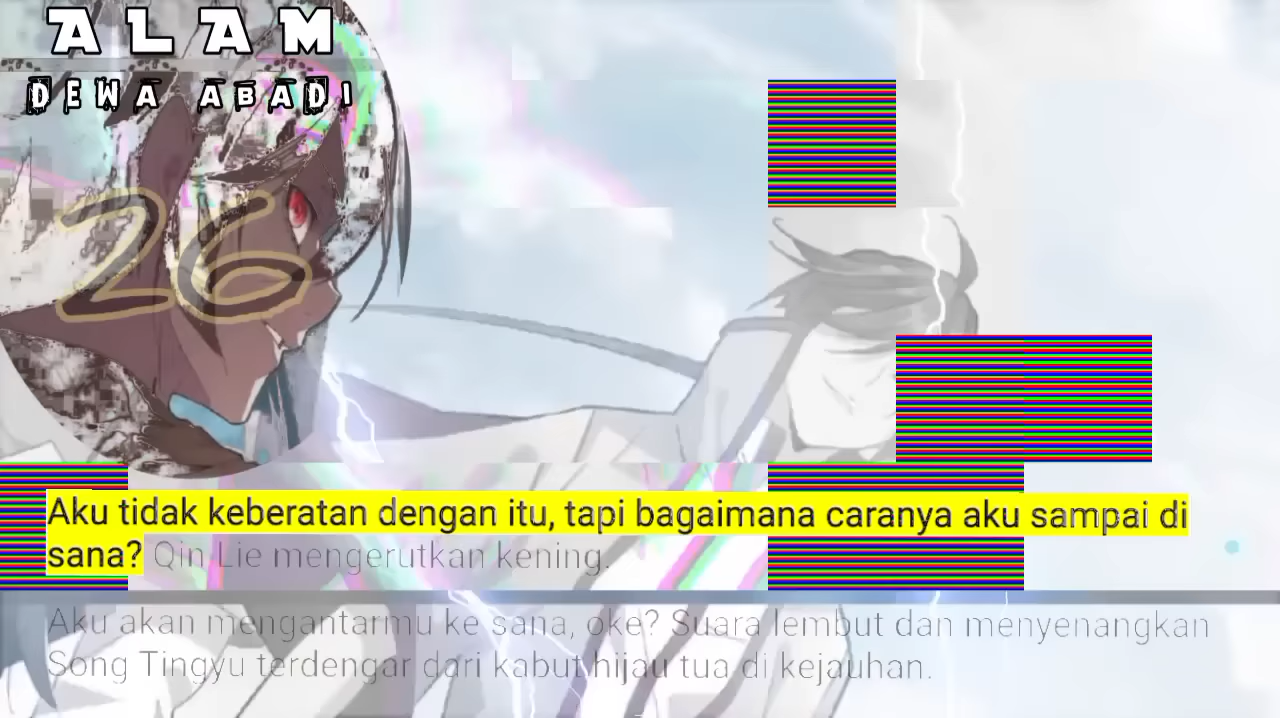 ALAM
DEWA ABADI
26
Aku tidak keberatan dengan itu, tapi bagaimana caranya aku sampai di
sana? Qin Lie mengerutkan kening.
Aku akan mengantarmu ke sana, oke? Suara lembut dan menyenangkan
Song Tingyu terdengar dari kabut hijau tua di kejauhan.